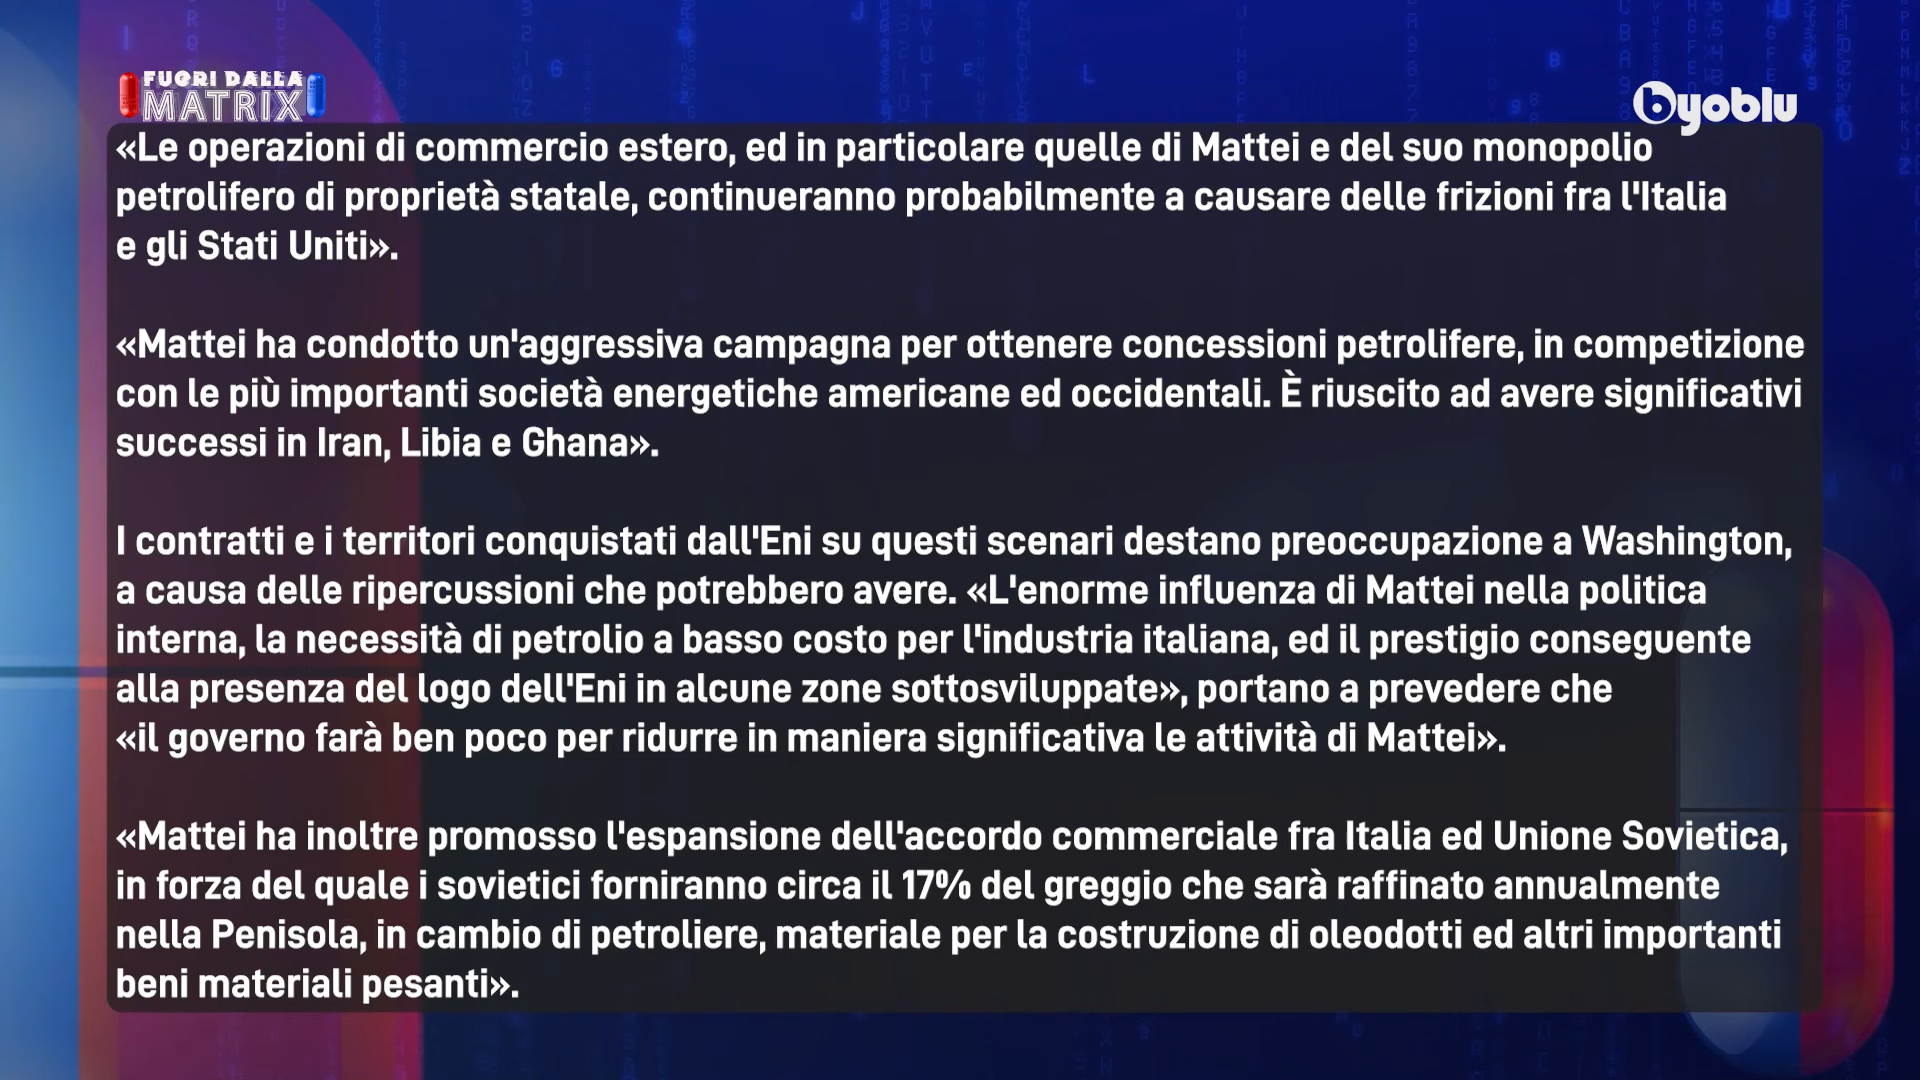 FUORI DALLA
MATRIX
byoblu
«Le operazioni di commercio estero, ed in particolare quelle di Mattei e del suo monopolio
petrolifero di proprietà statale, continueranno probabilmente a causare delle frizioni fra l'Italia
e gli Stati Uniti».
«Mattei ha condotto un'aggressiva campagna per ottenere concessioni petrolifere, in competizione
con le più importanti società energetiche americane ed occidentali. È riuscito ad avere significativi
successi in Iran, Libia e Ghana».
I contratti e i territori conquistati dall'Eni su questi scenari destano preoccupazione a Washington,
a causa delle ripercussioni che potrebbero avere. «L'enorme influenza di Mattei nella politica
interna, la necessità di petrolio a basso costo per l'industria italiana, ed il prestigio conseguente
alla presenza del logo dell'Eni in alcune zone sottosviluppate», portano a prevedere che
«il governo farà ben poco per ridurre in maniera significativa le attività di Mattei».
«Mattei ha inoltre promosso l'espansione dell'accordo commerciale fra Italia ed Unione Sovietica,
in forza del quale i sovietici forniranno circa il 17% del greggio che sarà raffinato annualmente
nella Penisola, in cambio di petroliere, materiale per la costruzione di oleodotti ed altri importanti
beni materiali pesanti».